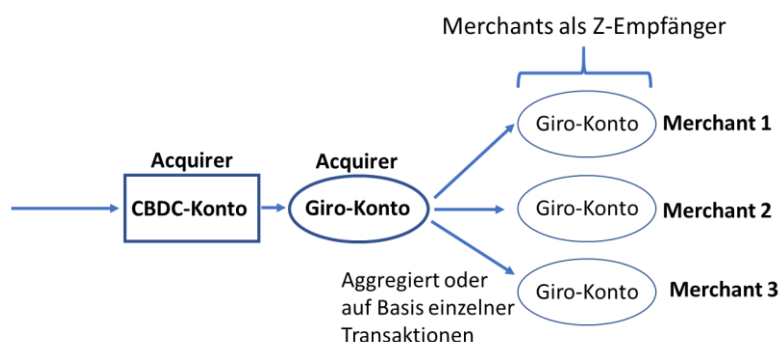 Merchants als Z-Empfänger
Giro-Konto Merchant 1
Acquirer Acquirer
CBDC-Konto Giro-Konto Giro-Konto Merchant 2
Giro-Konto Merchant 3
Aggregiert oder
auf Basis einzelner
Transaktionen